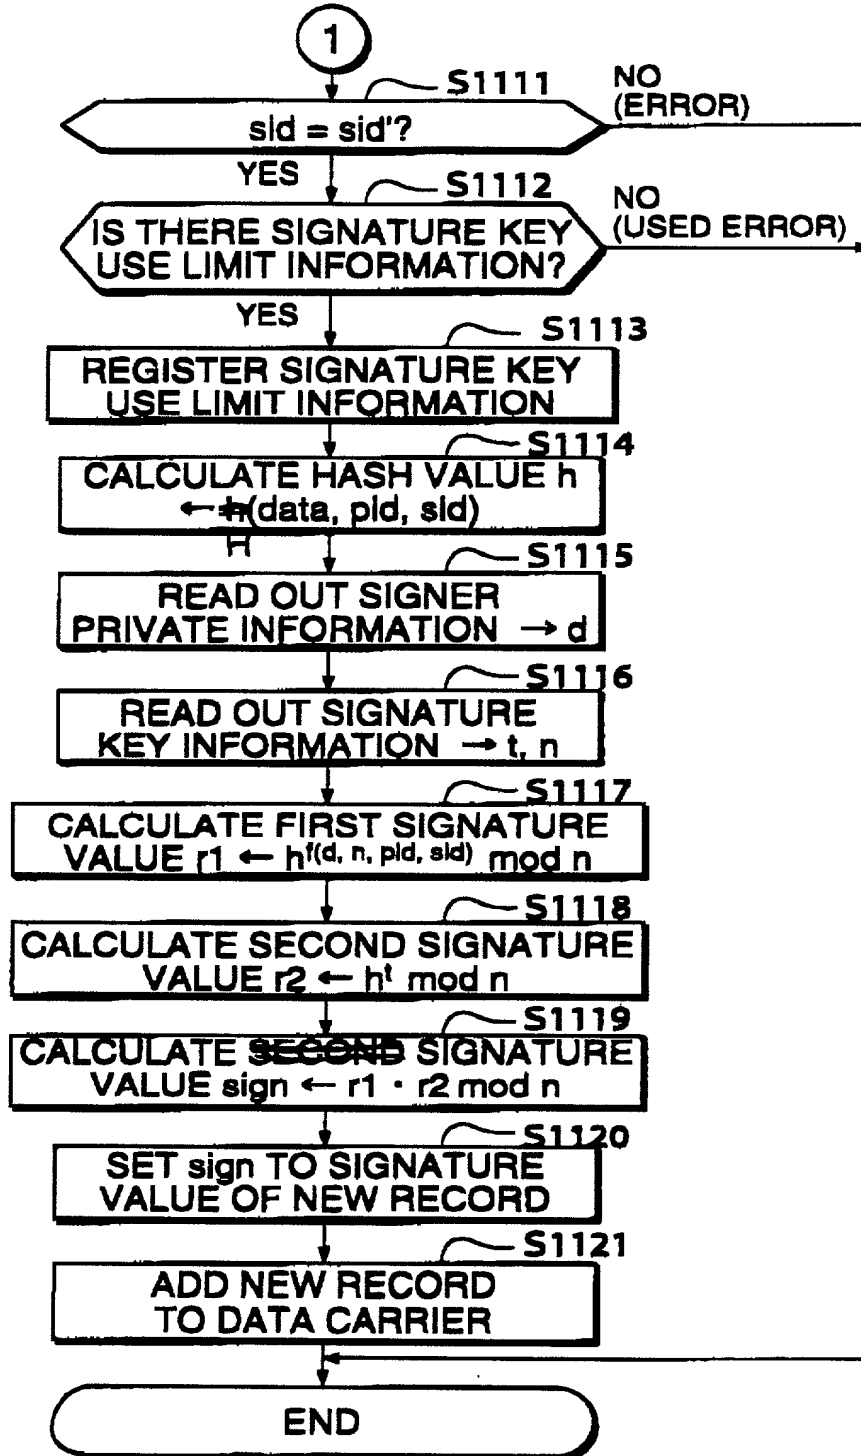 1
S1111
NO
(ERROR)
sid = sid'?
YES
S1112
NO
(USED ERROR)
IS THERE SIGNATURE KEY
USE LIMIT INFORMATION?
YES
S1113
REGISTER SIGNATURE KEY
USE LIMIT INFORMATION
S1114
CALCULATE HASH VALUE h
← h(data, pid, sid)
H
S1115
READ OUT SIGNER
PRIVATE INFORMATION → d
S1116
READ OUT SIGNATURE
KEY INFORMATION → t, n
S1117
CALCULATE FIRST SIGNATURE
VALUE r1 ← h^f(d, n, pid, sid) mod n
S1118
CALCULATE SECOND SIGNATURE
VALUE r2 ← h^t mod n
S1119
CALCULATE SECOND SIGNATURE
VALUE sign ← r1 · r2 mod n
S1120
SET sign TO SIGNATURE
VALUE OF NEW RECORD
S1121
ADD NEW RECORD
TO DATA CARRIER
END